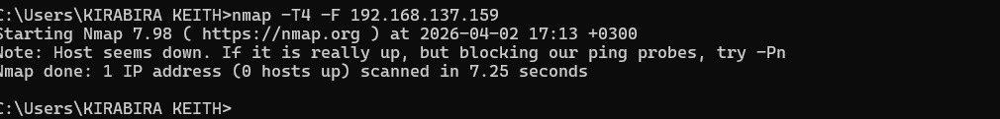 C:\Users\KIRABIRA KEITH>nmap -T4 -F 192.168.137.159
Starting Nmap 7.98 ( https://nmap.org ) at 2026-04-02 17:13 +0300
Note: Host seems down. If it is really up, but blocking our ping probes, try -Pn
Nmap done: 1 IP address (0 hosts up) scanned in 7.25 seconds
C:\Users\KIRABIRA KEITH>